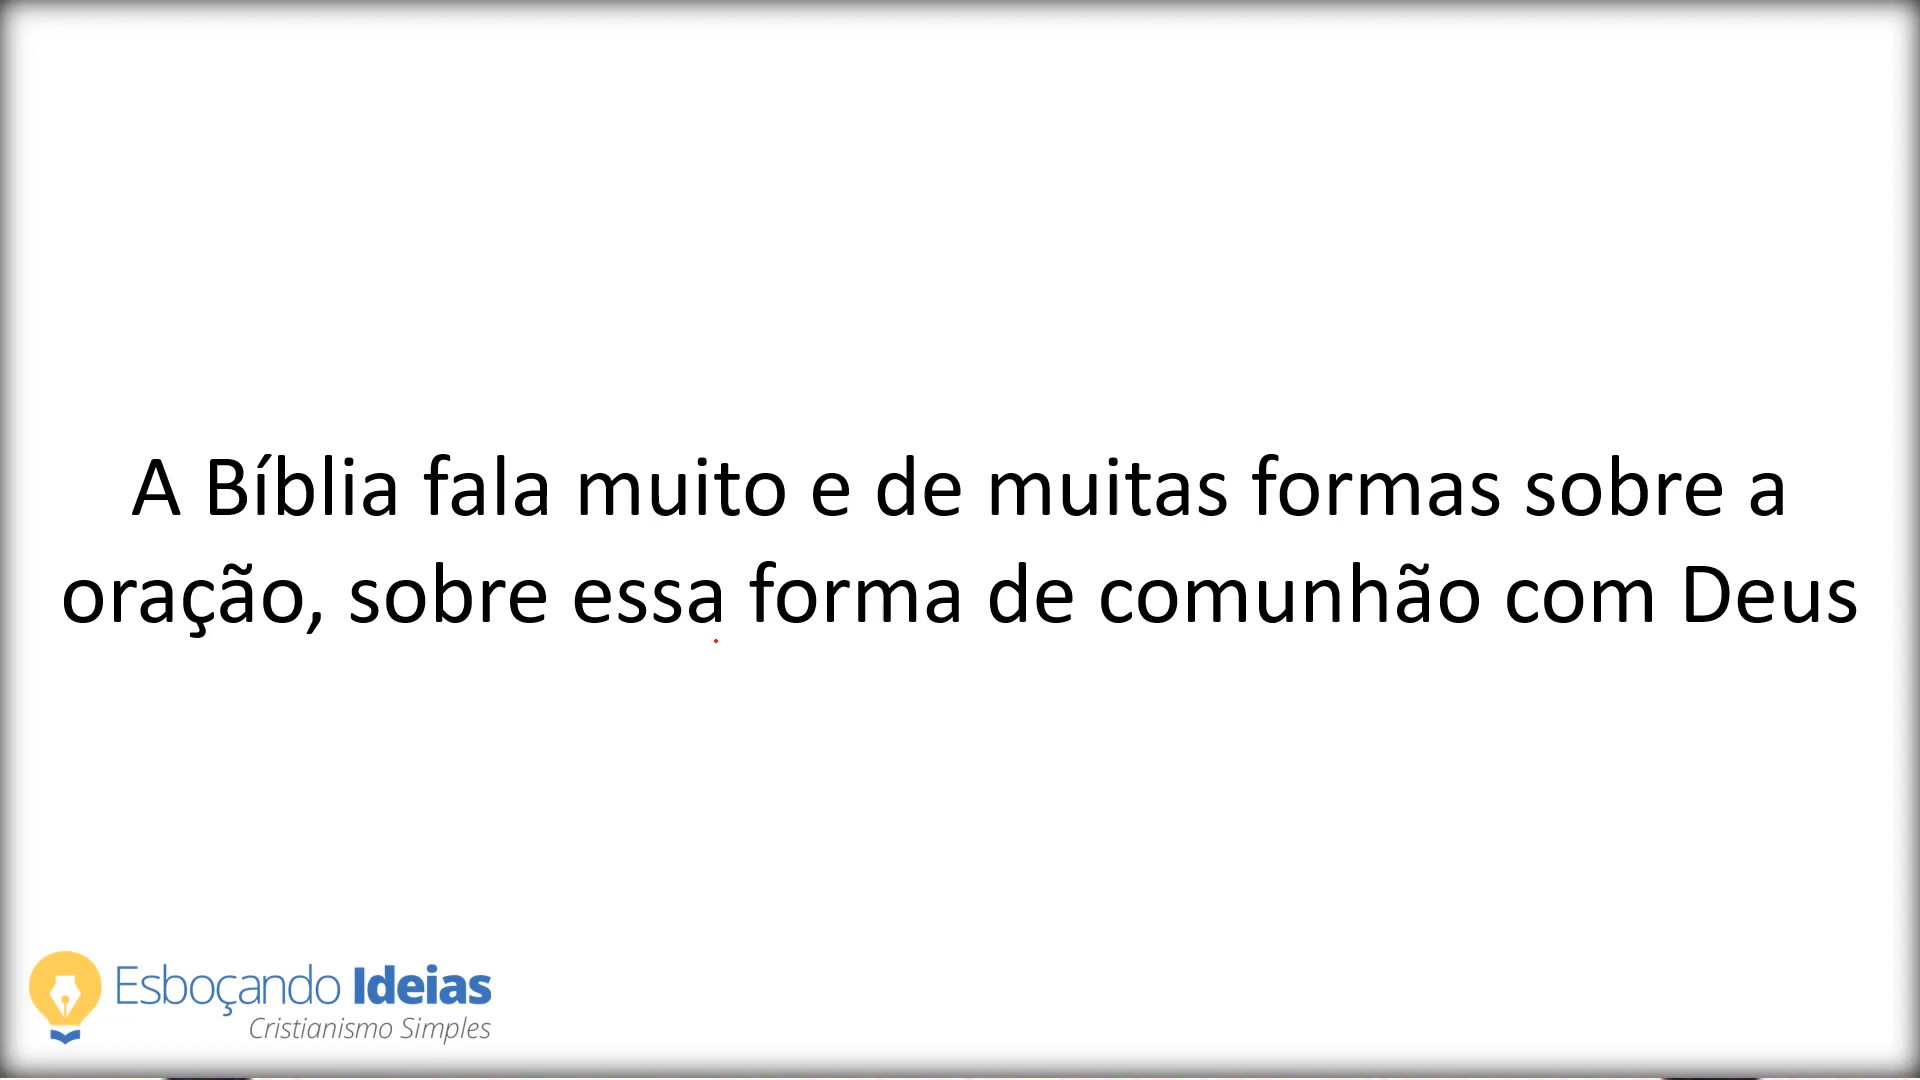 A Bíblia fala muito e de muitas formas sobre a
oração, sobre essa forma de comunhão com Deus
Esboçando Ideias
Cristianismo Simples